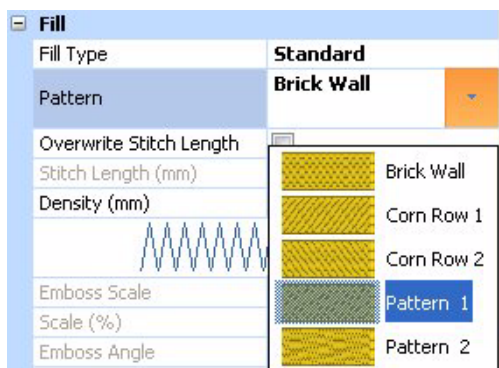 Fill
Fill Type Standard
Pattern Brick Wall
Overwrite Stitch Length
Stitch Length (mm)
Density (mm)
Emboss Scale
Scale (%)
Emboss Angle
Brick Wall
Corn Row 1
Corn Row 2
Pattern 1
Pattern 2